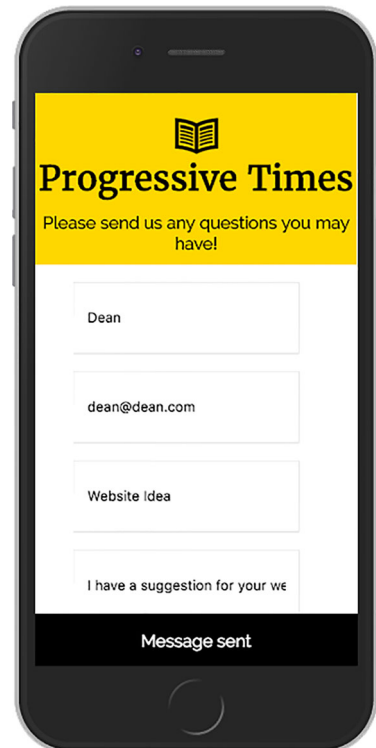 Progressive Times
Please send us any questions you may
have!
Dean
dean@dean.com
Website Idea
I have a suggestion for your we
Message sent